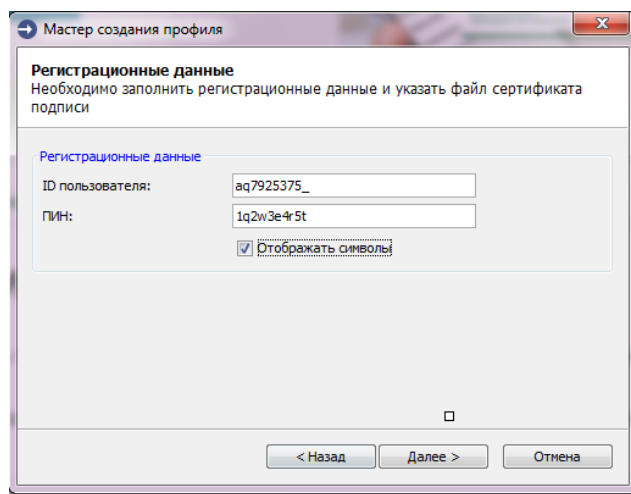 Мастер создания профиля
Регистрационные данные
Необходимо заполнить регистрационные данные и указать файл сертификата
подписи
Регистрационные данные
ID пользователя:
aq7925375_
ПИН:
1q2w3e4r5t
Отображать символы
< Назад
Далее >
Отмена